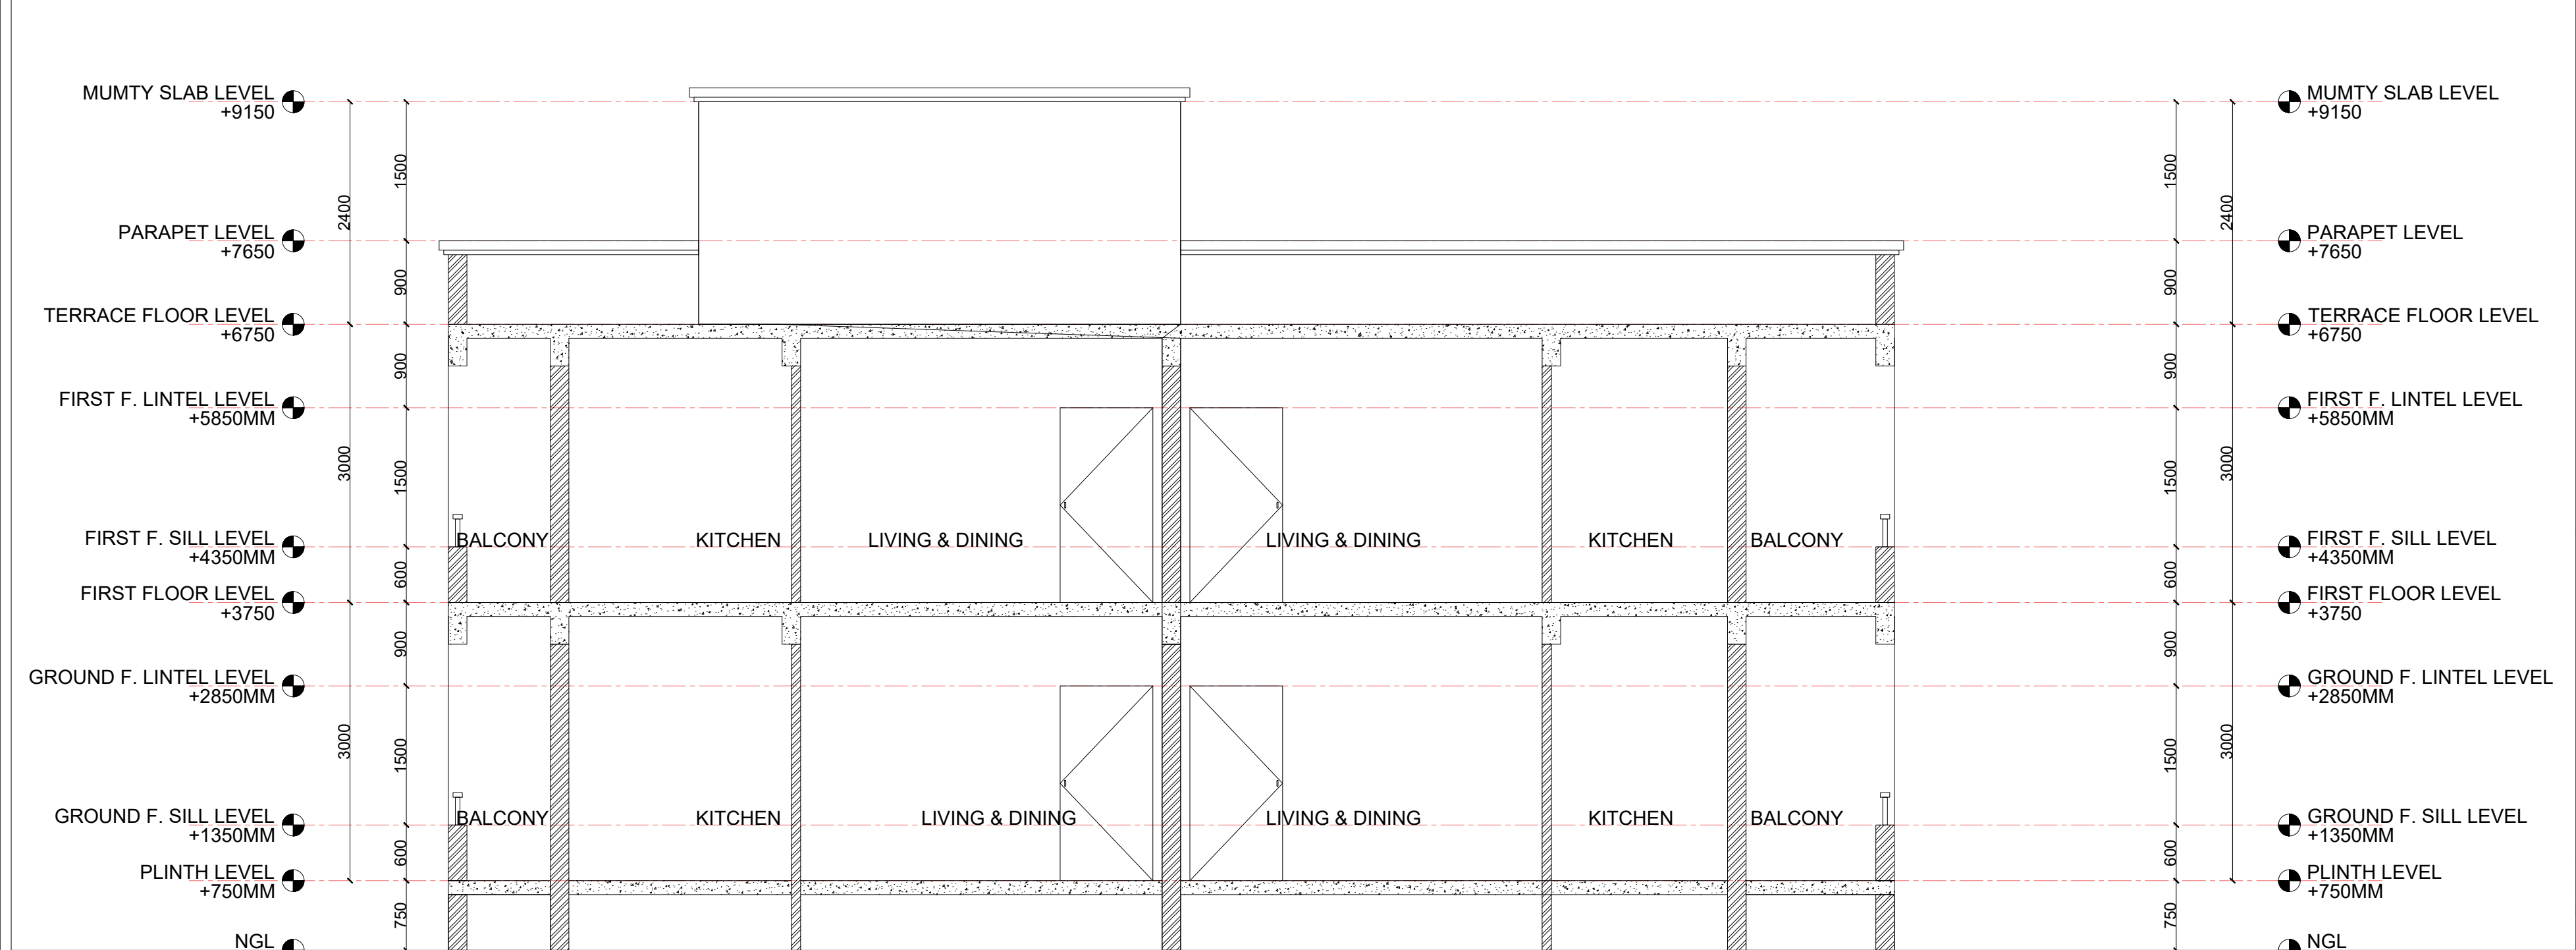 MUMTY SLAB LEVEL
+9150
MUMTY SLAB LEVEL
+9150
1500
2400
1500
2400
PARAPET LEVEL
+7650
PARAPET LEVEL
+7650
900
900
TERRACE FLOOR LEVEL
+6750
TERRACE FLOOR LEVEL
+6750
900
900
FIRST F. LINTEL LEVEL
+5850MM
FIRST F. LINTEL LEVEL
+5850MM
3000
1500
1500
3000
FIRST F. SILL LEVEL
+4350MM
BALCONY KITCHEN LIVING & DINING LIVING & DINING KITCHEN BALCONY
FIRST F. SILL LEVEL
+4350MM
600
600
FIRST FLOOR LEVEL
+3750
FIRST FLOOR LEVEL
+3750
900
900
GROUND F. LINTEL LEVEL
+2850MM
GROUND F. LINTEL LEVEL
+2850MM
3000
1500
1500
3000
GROUND F. SILL LEVEL
+1350MM
BALCONY KITCHEN LIVING & DINING LIVING & DINING KITCHEN BALCONY
GROUND F. SILL LEVEL
+1350MM
600
600
PLINTH LEVEL
+750MM
PLINTH LEVEL
+750MM
750
750
NGL
NGL